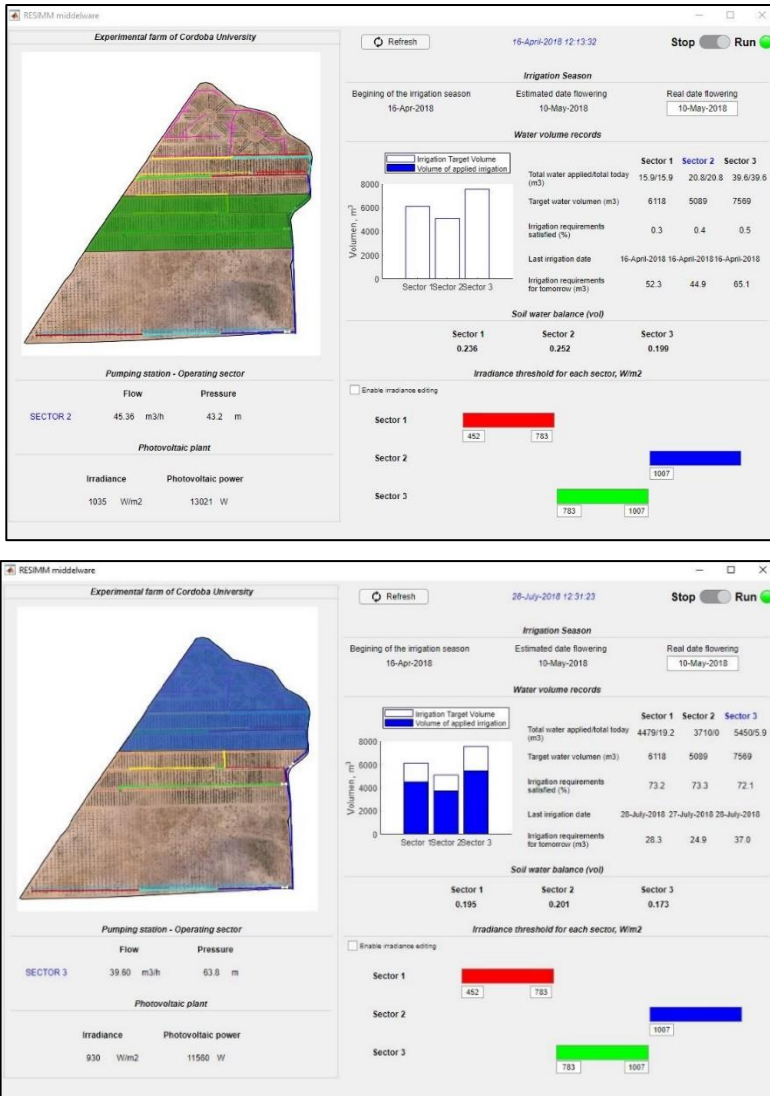 RESIMM middelware
Experimental farm of Cordoba University
Pumping station - Operating sector
Flow Pressure
SECTOR 2 45.36 m3/h 43.2 m
Photovoltaic plant
Irradiance Photovoltaic power
1035 W/m2 13021 W
Refresh 16-April-2018 12:13:32 Stop Run
Irrigation Season
Begining of the irrigation season Estimated date flowering Real date flowering
16-Apr-2018 10-May-2018 10-May-2018
Water volume records
Irrigation Target Volume
Volume of applied irrigation
Volumen, m3
8000
6000
4000
2000
0
Sector 1 Sector 2 Sector 3
Sector 1 Sector 2 Sector 3
Total water applied/total today (m3) 15.9/15.9 20.8/20.8 39.6/39.6
Target water volumen (m3) 6118 5089 7569
Irrigation requirements satisfied (%) 0.3 0.4 0.5
Last irrigation date 16-April-2018 16-April-2018 16-April-2018
Irrigation requirements for tomorrow (m3) 52.3 44.9 65.1
Soil water balance (vol)
Sector 1 Sector 2 Sector 3
0.236 0.252 0.199
Irradiance threshold for each sector, W/m2
Enable irradiance editing
Sector 1
452 783
Sector 2
1007
Sector 3
783 1007
RESIMM middelware
Experimental farm of Cordoba University
Pumping station - Operating sector
Flow Pressure
SECTOR 3 39.60 m3/h 63.8 m
Photovoltaic plant
Irradiance Photovoltaic power
930 W/m2 11560 W
Refresh 28-July-2018 12:31:23 Stop Run
Irrigation Season
Begining of the irrigation season Estimated date flowering Real date flowering
16-Apr-2018 10-May-2018 10-May-2018
Water volume records
Irrigation Target Volume
Volume of applied irrigation
Volumen, m3
8000
6000
4000
2000
0
Sector 1 Sector 2 Sector 3
Sector 1 Sector 2 Sector 3
Total water applied/total today (m3) 4479/19.2 3710/0 5450/5.9
Target water volumen (m3) 6118 5089 7569
Irrigation requirements satisfied (%) 73.2 73.3 72.1
Last irrigation date 28-July-2018 27-July-2018 28-July-2018
Irrigation requirements for tomorrow (m3) 28.3 24.9 37.0
Soil water balance (vol)
Sector 1 Sector 2 Sector 3
0.195 0.201 0.173
Irradiance threshold for each sector, W/m2
Enable irradiance editing
Sector 1
452 783
Sector 2
1007
Sector 3
783 1007